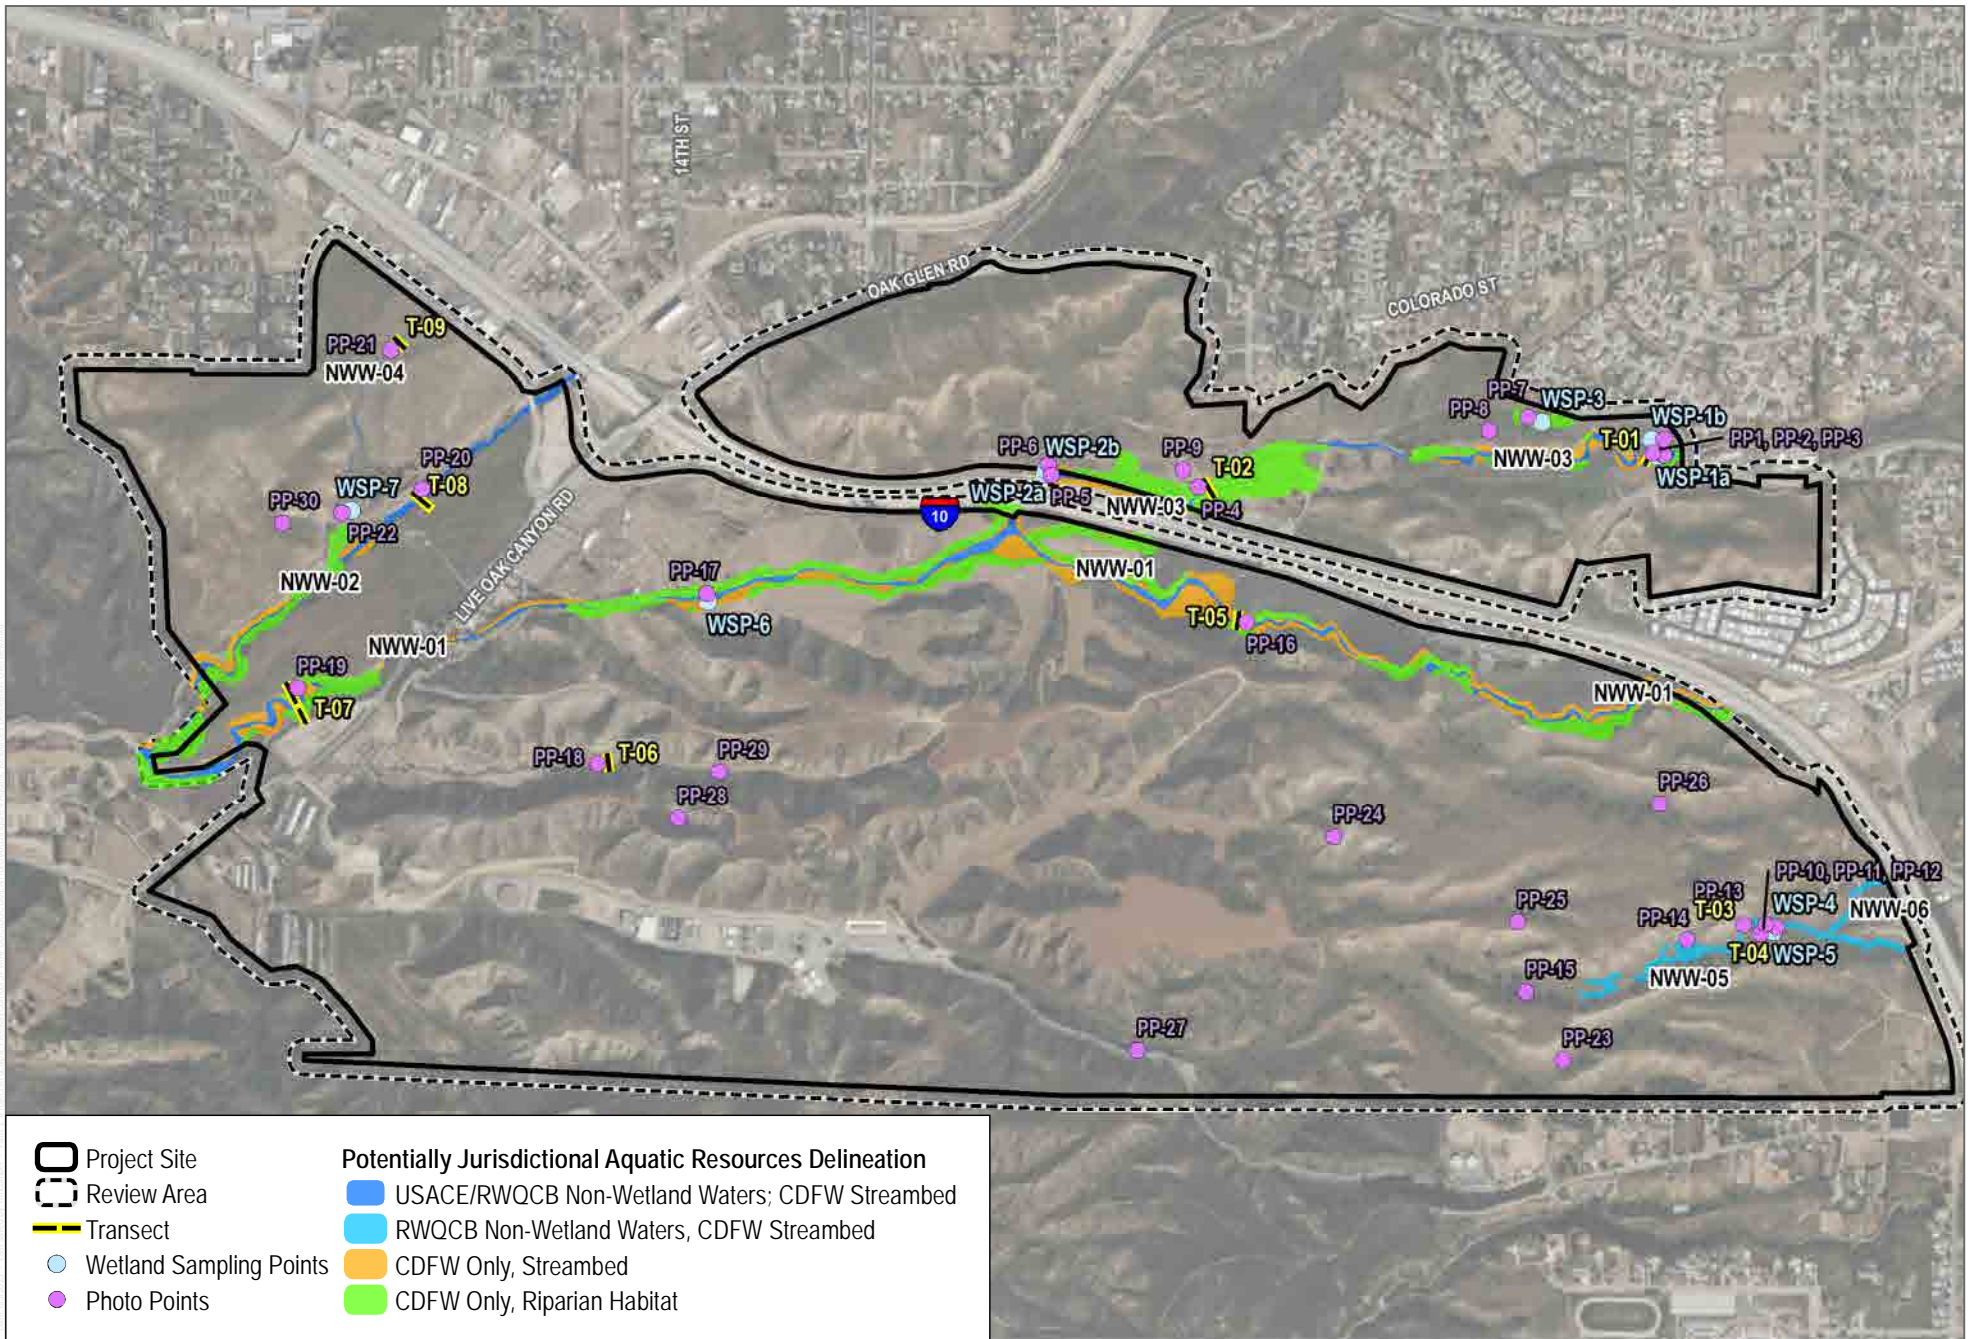 14TH ST
OAK GLEN RD
COLORADO ST
T-09
PP-21
NWW-04
PP-7
WSP-3
PP-8
WSP-1b
T-01
PP1, PP-2, PP-3
NWW-03
WSP-1a
PP-6
WSP-2b
PP-9
T-02
WSP-2a
PP-5
NWW-03
PP-4
10
PP-20
WSP-7
T-08
PP-30
PP-22
LIVE OAK CANYON RD
NWW-02
PP-17
WSP-6
NWW-01
NWW-01
T-05
PP-16
PP-19
T-07
NWW-01
PP-18
T-06
PP-29
PP-28
PP-26
PP-24
PP-10, PP-11, PP-12
PP-13
WSP-4
T-03
NWW-06
PP-25
PP-14
T-04
WSP-5
PP-15
NWW-05
PP-27
PP-23
Project Site
Review Area
Transect
Wetland Sampling Points
Photo Points
Potentially Jurisdictional Aquatic Resources Delineation
USACE/RWQCB Non-Wetland Waters; CDFW Streambed
RWQCB Non-Wetland Waters, CDFW Streambed
CDFW Only, Streambed
CDFW Only, Riparian Habitat